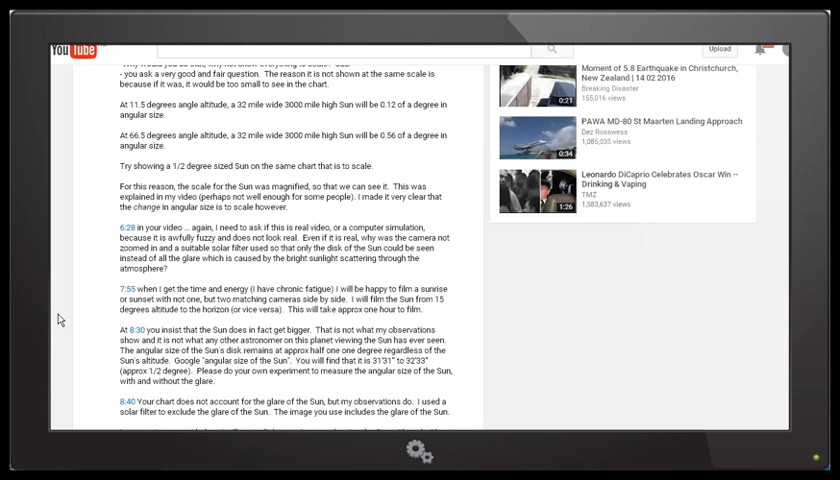 YouTube
Upload
- you ask a very good and fair question. The reason it is not shown at the same scale is
because if it was, it would be too small to see in the chart.
At 11.5 degrees angle altitude, a 32 mile wide 3000 mile high Sun will be 0.12 of a degree in
angular size.
At 66.5 degrees angle altitude, a 32 mile wide 3000 mile high Sun will be 0.56 of a degree in
angular size.
Try showing a 1/2 degree sized Sun on the same chart that is to scale.
For this reason, the scale for the Sun was magnified, so that we can see it. This was
explained in my video (perhaps not well enough for some people). I made it very clear that
the change in angular size is to scale however.
6:28 in your video ... again, I need to ask if this is real video, or a computer simulation,
because it is awfully fuzzy and does not look real. Even if it is real, why was the camera not
zoomed in and a suitable solar filter used so that only the disk of the Sun could be seen
instead of all the glare which is caused by the bright sunlight scattering through the
atmosphere?
7:55 when I get the time and energy (I have chronic fatigue) I will be happy to film a sunrise
or sunset with not one, but two matching cameras side by side. I will film the Sun from 15
degrees altitude to the horizon (or vice versa). This will take approx one hour to film.
At 8:30 you insist that the Sun does in fact get bigger. That is not what my observations
show and it is not what any other astronomer on this planet viewing the Sun has ever seen.
The angular size of the Sun's disk remains at approx half one one degree regardless of the
Sun's altitude. Google "angular size of the Sun". You will find that it is 31'31" to 32'33"
(approx 1/2 degree). Please do your own experiment to measure the angular size of the Sun,
with and without the glare.
8:40 Your chart does not account for the glare of the Sun, but my observations do. I used a
solar filter to exclude the glare of the Sun. The image you use includes the glare of the Sun.
Moment of 5.8 Earthquake in Christchurch,
New Zealand | 14 02 2016
Breaking Disaster
155,016 views
0:21
PAWA MD-80 St Maarten Landing Approach
Dez Rosswess
1,085,035 views
0:34
Leonardo DiCaprio Celebrates Oscar Win --
Drinking & Vaping
TMZ
1,583,637 views
1:26